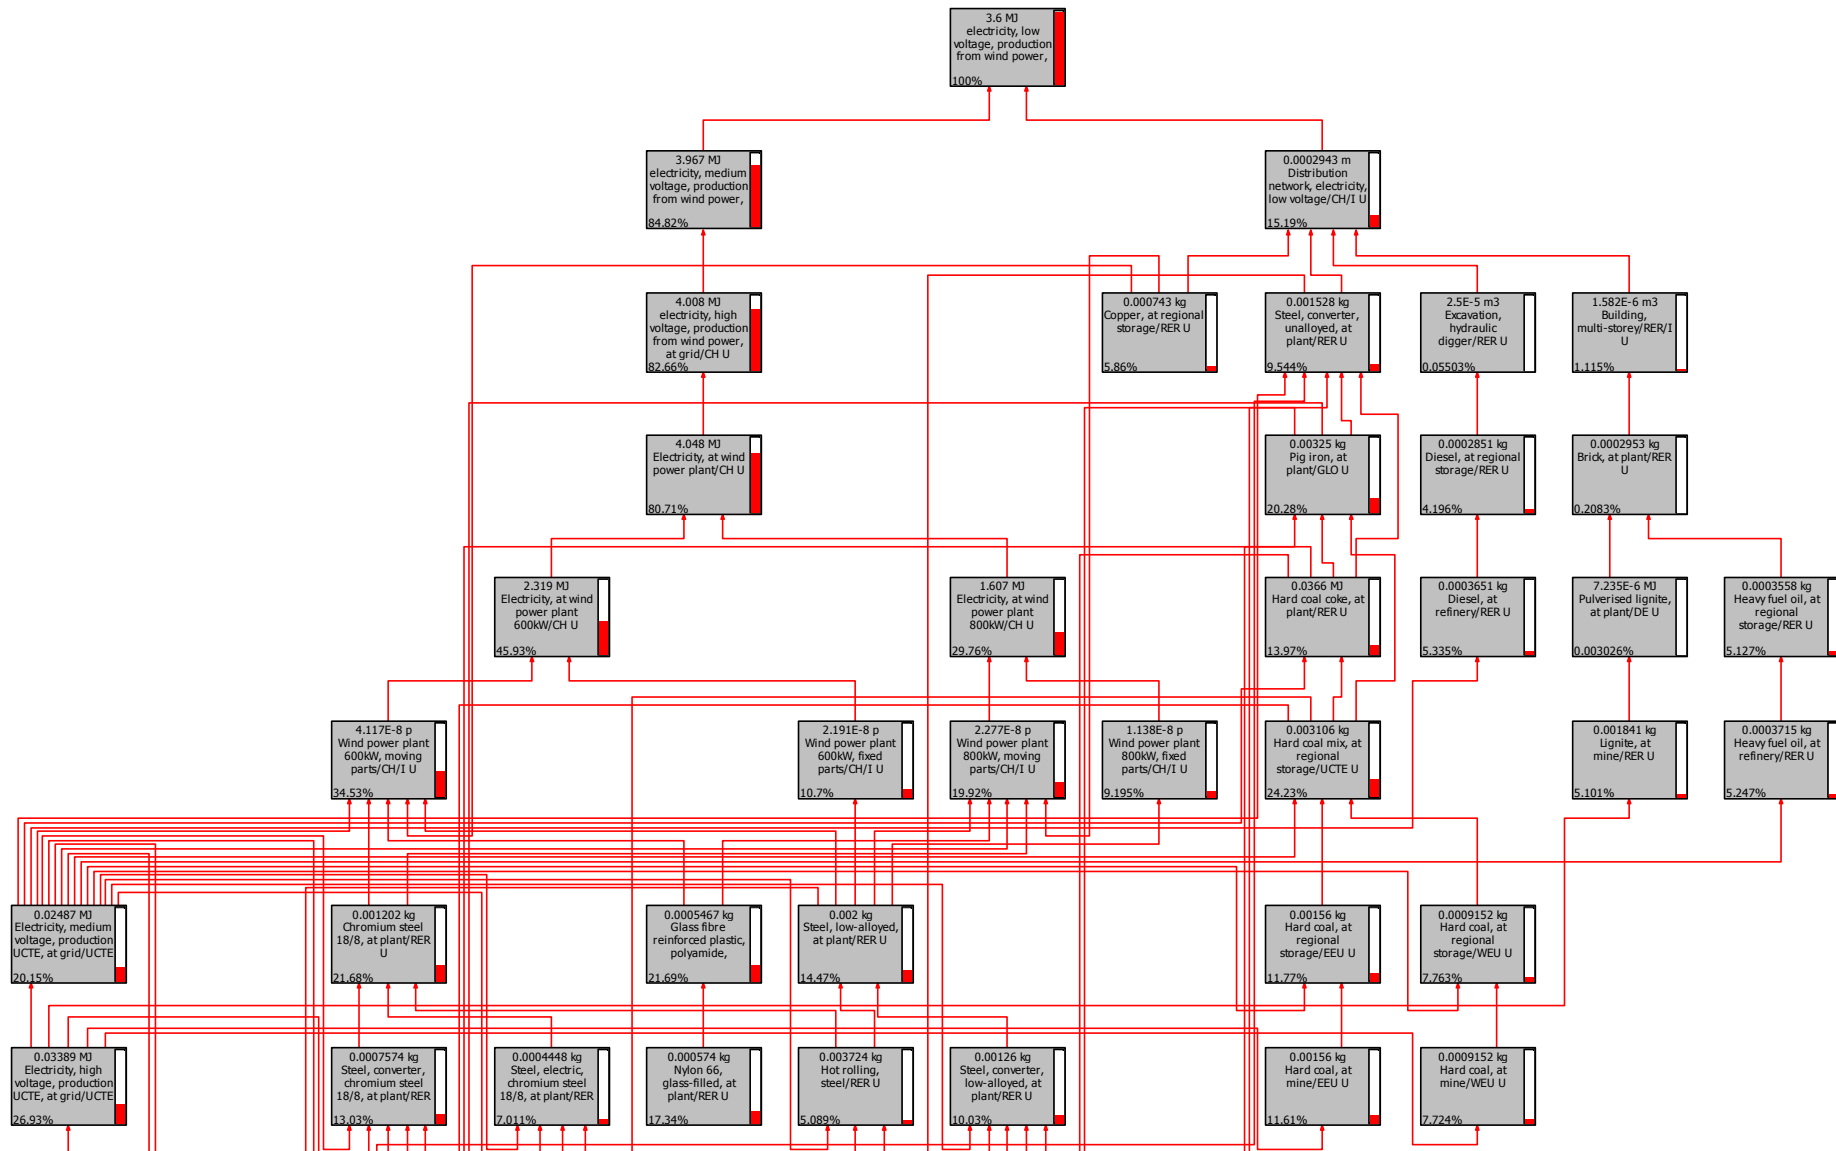 3.6 MJ
electricity, low
voltage, production
from wind power,
100%
3.967 MJ
electricity, medium
voltage, production
from wind power,
84.82%
0.0002943 m
Distribution
network, electricity,
low voltage/CH/I U
15.19%
4.008 MJ
electricity, high
voltage, production
from wind power,
at grid/CH U
82.66%
0.000743 kg
Copper, at regional
storage/RER U
5.86%
0.001528 kg
Steel, converter,
unalloyed, at
plant/RER U
9.544%
2.5E-5 m3
Excavation,
hydraulic
digger/RER U
0.05503%
1.582E-6 m3
Building,
multi-storey/RER/I
U
1.115%
4.048 MJ
Electricity, at wind
power plant/CH U
80.71%
0.00325 kg
Pig iron, at
plant/GLO U
20.28%
0.0002851 kg
Diesel, at regional
storage/RER U
4.196%
0.0002953 kg
Brick, at plant/RER
U
0.2083%
2.319 MJ
Electricity, at wind
power plant
600kW/CH U
45.93%
1.607 MJ
Electricity, at wind
power plant
800kW/CH U
29.76%
0.0366 MJ
Hard coal coke, at
plant/RER U
13.97%
0.0003651 kg
Diesel, at
refinery/RER U
5.335%
7.235E-6 MJ
Pulverised lignite,
at plant/DE U
0.003026%
0.0003558 kg
Heavy fuel oil, at
regional
storage/RER U
5.127%
4.117E-8 p
Wind power plant
600kW, moving
parts/CH/I U
34.53%
2.191E-8 p
Wind power plant
600kW, fixed
parts/CH/I U
10.7%
2.277E-8 p
Wind power plant
800kW, moving
parts/CH/I U
19.92%
1.138E-8 p
Wind power plant
800kW, fixed
parts/CH/I U
9.195%
0.003106 kg
Hard coal mix, at
regional
storage/UCTE U
24.23%
0.001841 kg
Lignite, at
mine/RER U
5.101%
0.0003715 kg
Heavy fuel oil, at
refinery/RER U
5.247%
0.02487 MJ
Electricity, medium
voltage, production
UCTE, at grid/UCTE
20.15%
0.001202 kg
Chromium steel
18/8, at plant/RER
U
21.68%
0.0005467 kg
Glass fibre
reinforced plastic,
polyamide,
21.69%
0.002 kg
Steel, low-alloyed,
at plant/RER U
14.47%
0.00156 kg
Hard coal, at
regional
storage/EEU U
11.77%
0.0009152 kg
Hard coal, at
regional
storage/WEU U
7.763%
0.03389 MJ
Electricity, high
voltage, production
UCTE, at grid/UCTE
26.93%
0.0007574 kg
Steel, converter,
chromium steel
18/8, at plant/RER
13.03%
0.0004448 kg
Steel, electric,
chromium steel
18/8, at plant/RER
7.011%
0.000574 kg
Nylon 66,
glass-filled, at
plant/RER U
17.34%
0.003724 kg
Hot rolling,
steel/RER U
5.089%
0.00126 kg
Steel, converter,
low-alloyed, at
plant/RER U
10.03%
0.00156 kg
Hard coal, at
mine/EEU U
11.61%
0.0009152 kg
Hard coal, at
mine/WEU U
7.724%